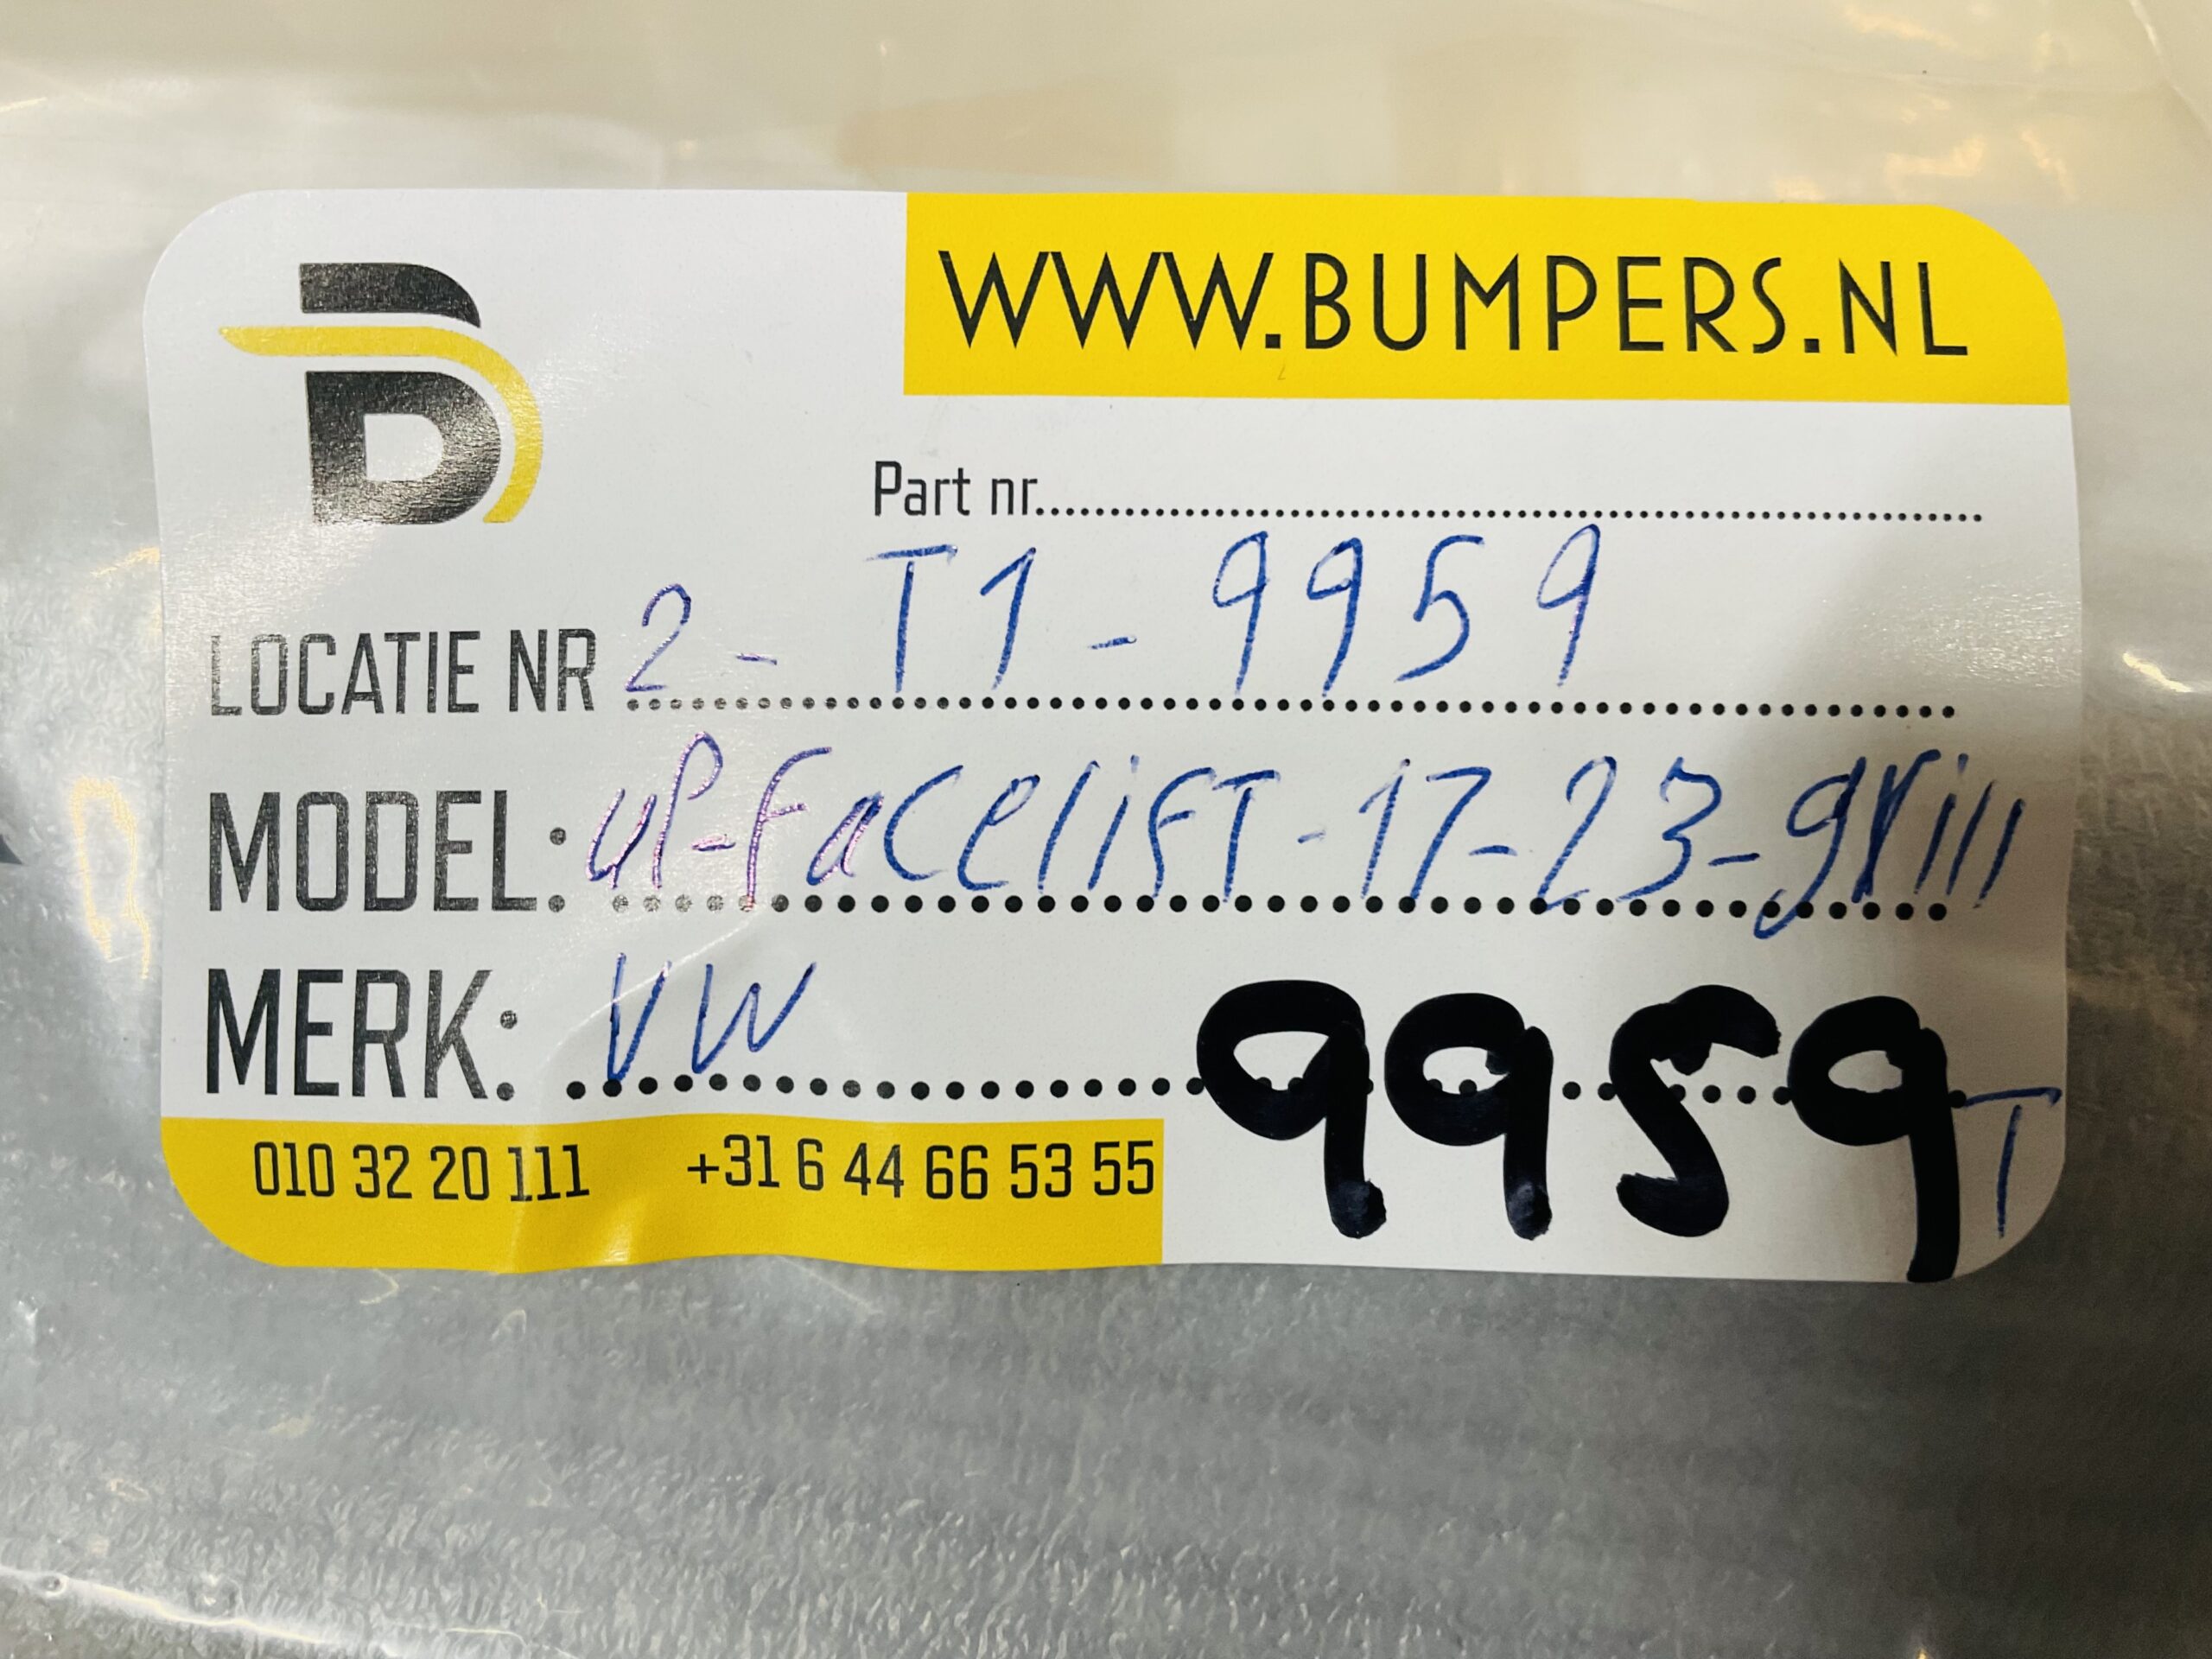 WWW.BUMPERS.NL
Part nr.
LOCATIE NR 2 - T1 - 9959
MODEL: UP-FaceliFT-17-23-grill
MERK: VW
9959 T
010 32 20 111 +31 6 44 66 53 55